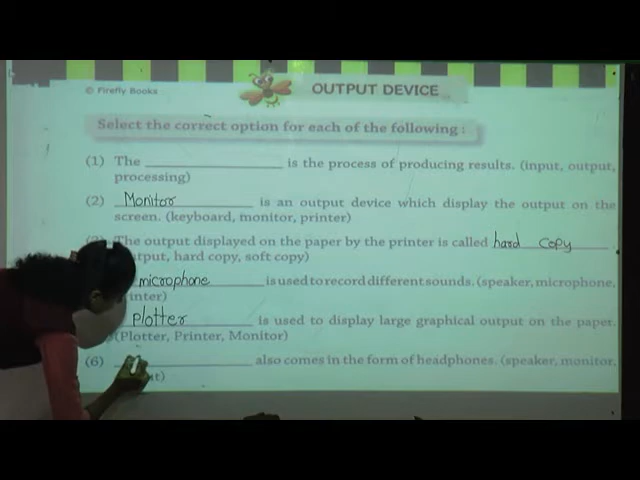 © Firefly Books
OUTPUT DEVICE
Select the correct option for each of the following :
(1) The ____________ is the process of producing results. (input, output,
processing)
(2) Monitor is an output device which display the output on the
screen. (keyboard, monitor, printer)
The output displayed on the paper by the printer is called hard copy.
hard copy, soft copy)
microphone is used to record different sounds. (speaker, microphone,
plotter is used to display large graphical output on the paper.
(Plotter, Printer, Monitor)
(6) ____________ also comes in the form of headphones. (speaker, monitor,